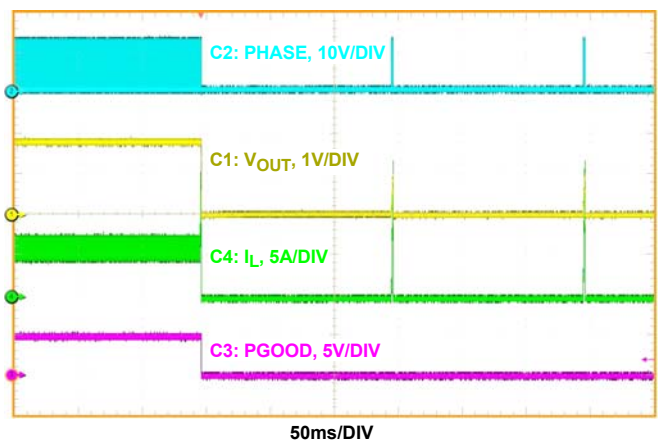 C2: PHASE, 10V/DIV
C1: VOUT, 1V/DIV
C4: IL, 5A/DIV
C3: PGOOD, 5V/DIV
50ms/DIV